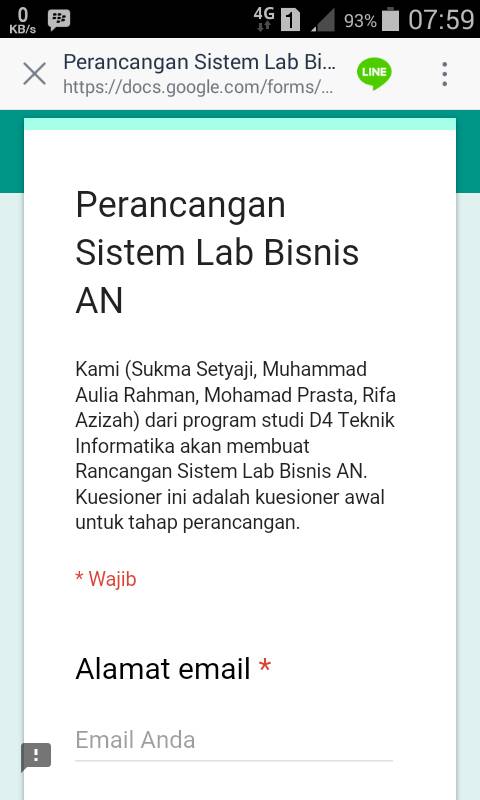 0
KB/s
4G
1
93%
07:59
Perancangan Sistem Lab Bi...
https://docs.google.com/forms/...
LINE
Perancangan
Sistem Lab Bisnis
AN
Kami (Sukma Setyaji, Muhammad
Aulia Rahman, Mohamad Prasta, Rifa
Azizah) dari program studi D4 Teknik
Informatika akan membuat
Rancangan Sistem Lab Bisnis AN.
Kuesioner ini adalah kuesioner awal
untuk tahap perancangan.
* Wajib
Alamat email *
Email Anda